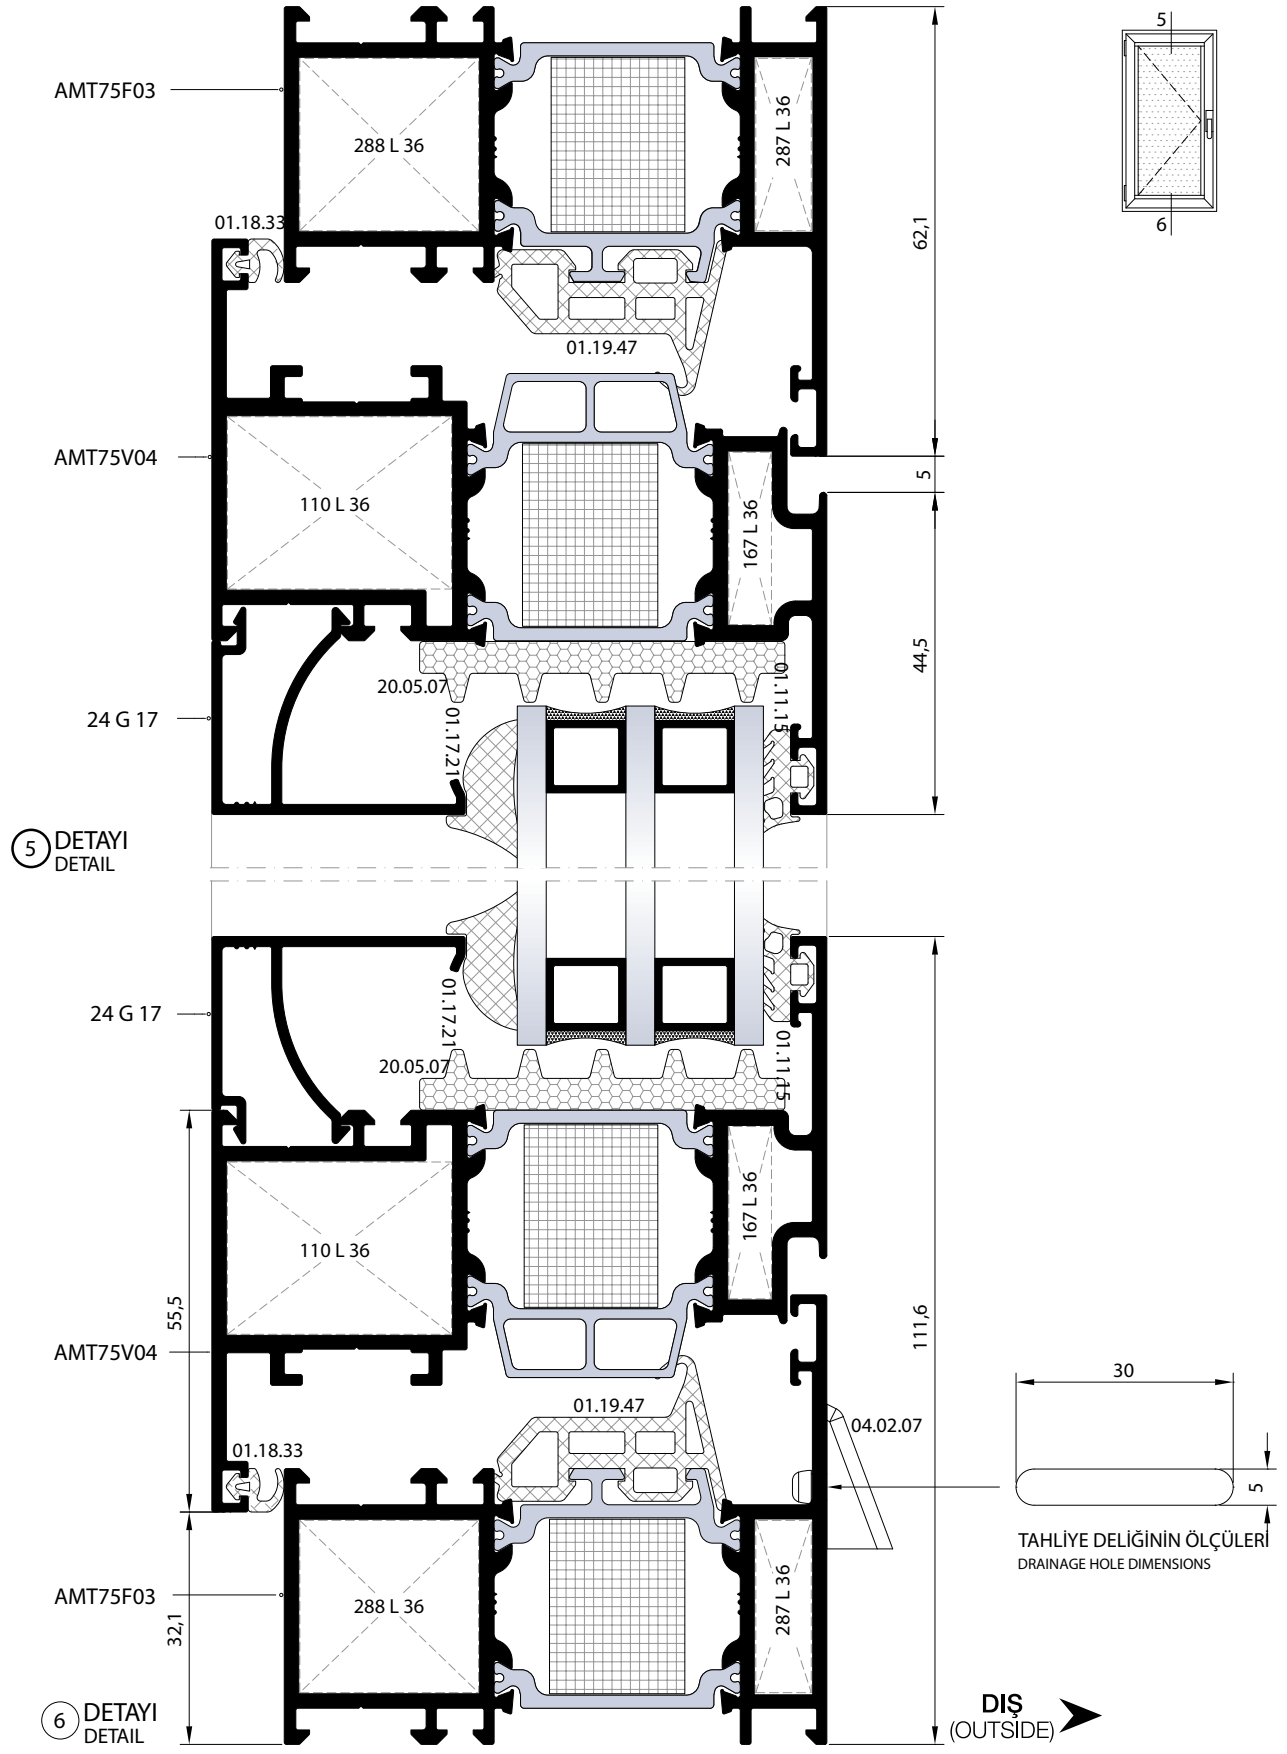 5
6
AMT75F03
288 L 36
287 L 36
62,1
01.18.33
01.19.47
AMT75V04
110 L 36
167 L 36
5
44,5
20.05.07
01.11.15
01.17.21
24 G 17
5 DETAYI
DETAIL
24 G 17
01.17.21
20.05.07
01.11.15
110 L 36
167 L 36
55,5
111,6
AMT75V04
01.19.47
04.02.07
30
5
01.18.33
TAHLİYE DELİĞİNİN ÖLÇÜLERİ
DRAINAGE HOLE DIMENSIONS
AMT75F03
288 L 36
287 L 36
32,1
6 DETAYI
DETAIL
DIŞ
(OUTSIDE)